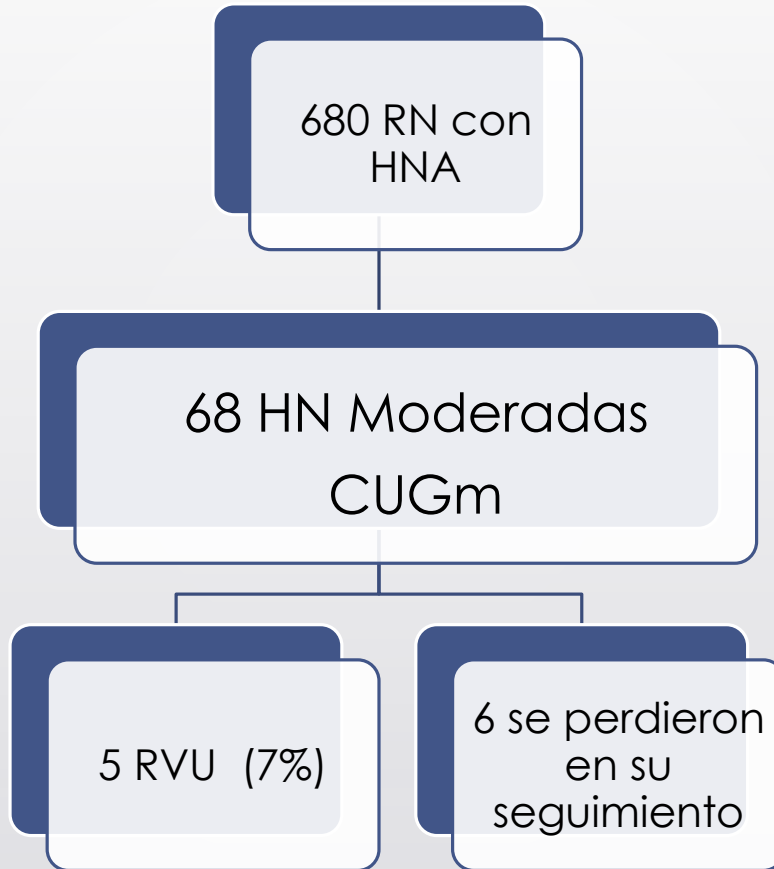 680 RN con
HNA
68 HN Moderadas
CUGm
5 RVU (7%)
6 se perdieron
en su
seguimiento